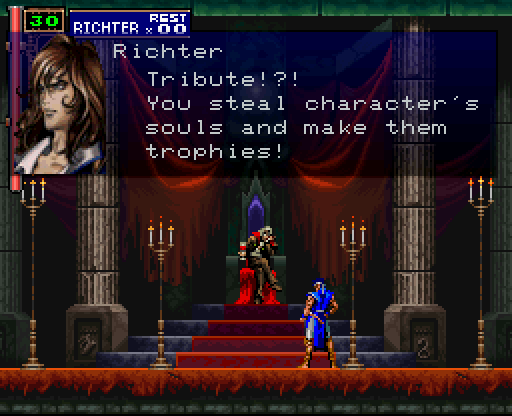 30
RICHTER x 00
REST
Richter
Tribute!?!
You steal character's
souls and make them
trophies!